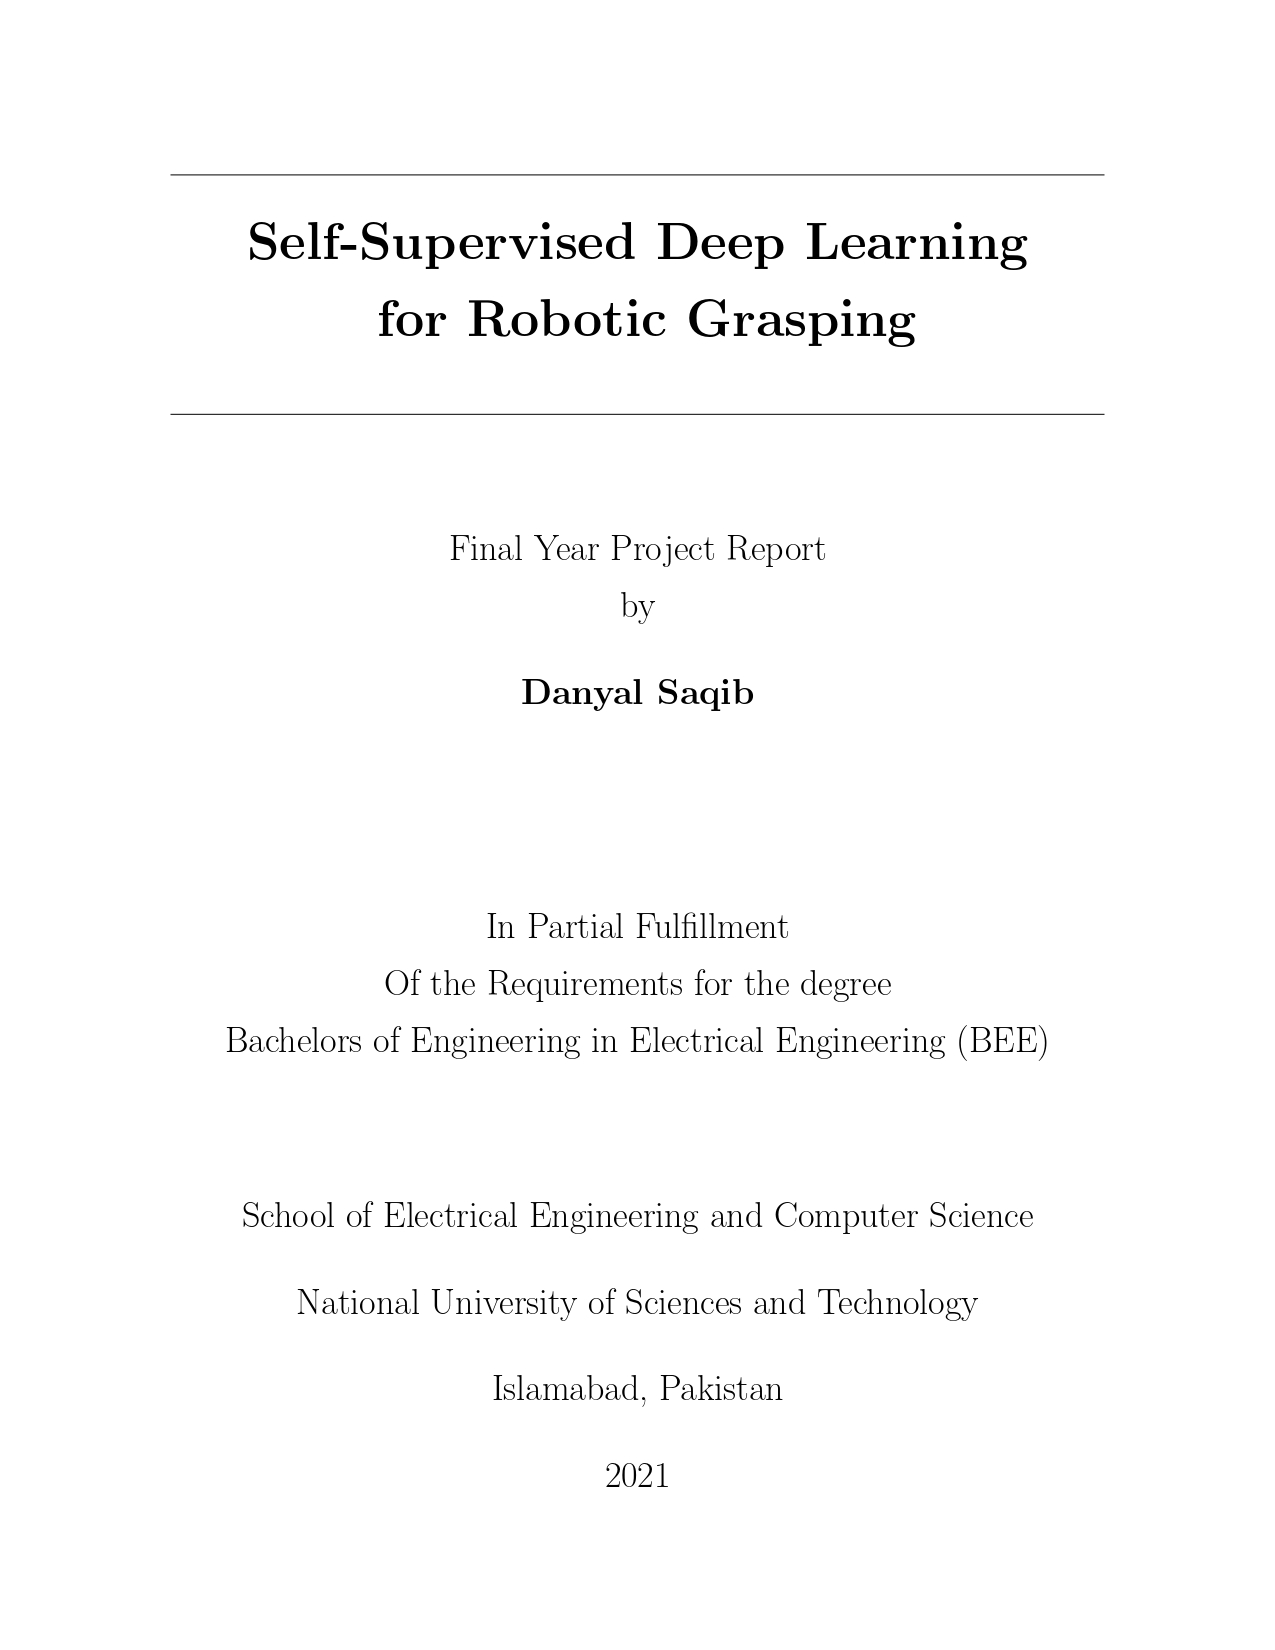 Self-Supervised Deep Learning
for Robotic Grasping
Final Year Project Report
by
Danyal Saqib
In Partial Fulfillment
Of the Requirements for the degree
Bachelors of Engineering in Electrical Engineering (BEE)
School of Electrical Engineering and Computer Science
National University of Sciences and Technology
Islamabad, Pakistan
2021